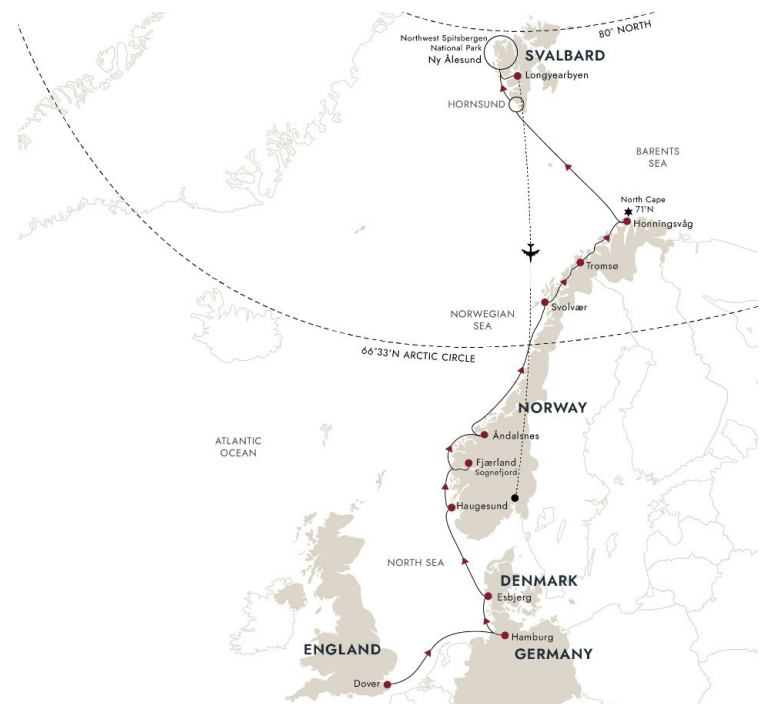 80° NORTH
Northwest Spitsbergen
National Park
Ny Ålesund
SVALBARD
Longyearbyen
HORNSUND
BARENTS
SEA
North Cape
71°N
Honningsvåg
Tromsø
Svolvær
NORWEGIAN
SEA
66°33'N ARCTIC CIRCLE
NORWAY
Åndalsnes
ATLANTIC
OCEAN
Fjærland
Sognefjord
Haugesund
NORTH SEA
DENMARK
Esbjerg
Hamburg
GERMANY
ENGLAND
Dover